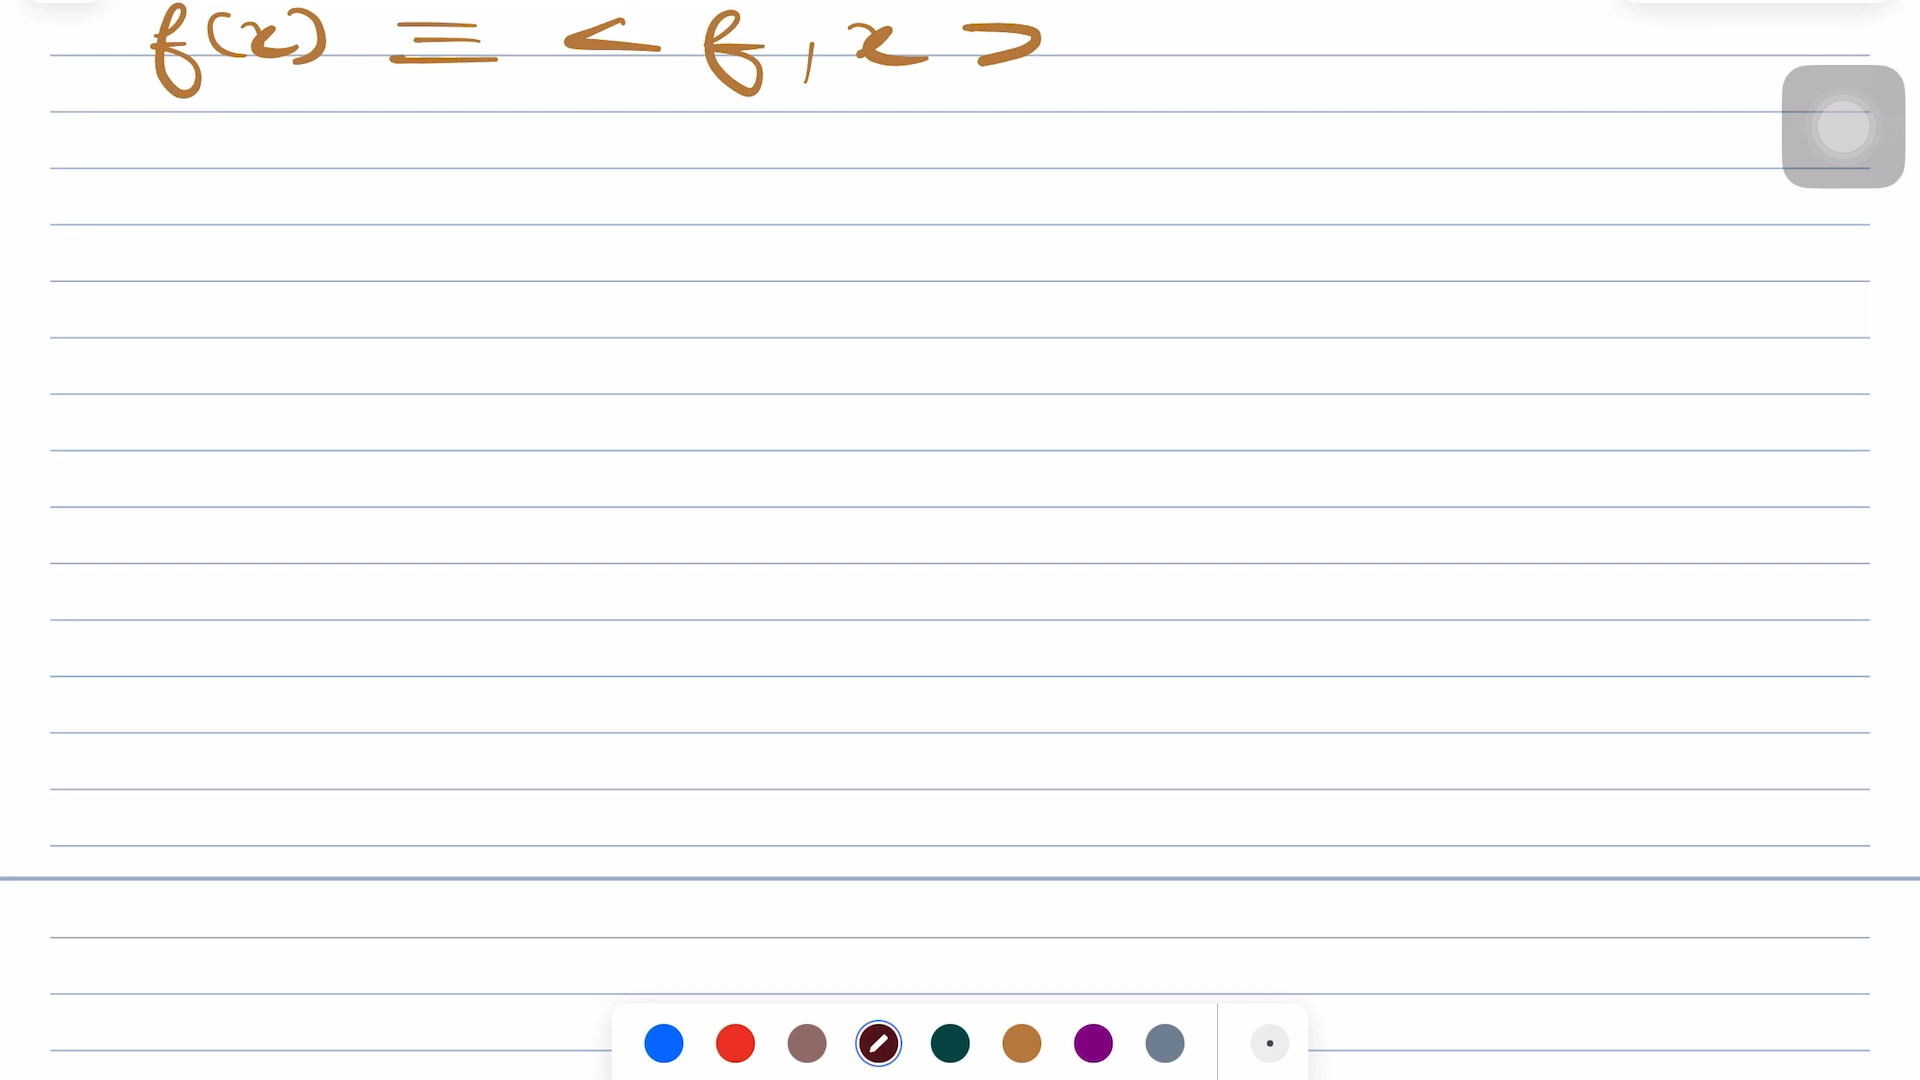 f(x) ≡ < f, x >